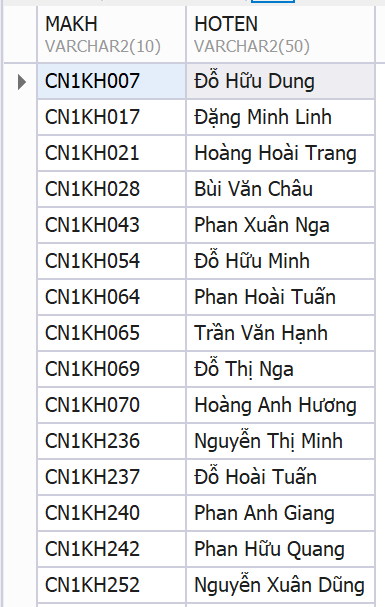 MAKH HOTEN
VARCHAR2(10) VARCHAR2(50)
CN1KH007 Đỗ Hữu Dung
CN1KH017 Đặng Minh Linh
CN1KH021 Hoàng Hoài Trang
CN1KH028 Bùi Văn Châu
CN1KH043 Phan Xuân Nga
CN1KH054 Đỗ Hữu Minh
CN1KH064 Phan Hoài Tuấn
CN1KH065 Trần Văn Hạnh
CN1KH069 Đỗ Thị Nga
CN1KH070 Hoàng Anh Hương
CN1KH236 Nguyễn Thị Minh
CN1KH237 Đỗ Hoài Tuấn
CN1KH240 Phan Anh Giang
CN1KH242 Phan Hữu Quang
CN1KH252 Nguyễn Xuân Dũng